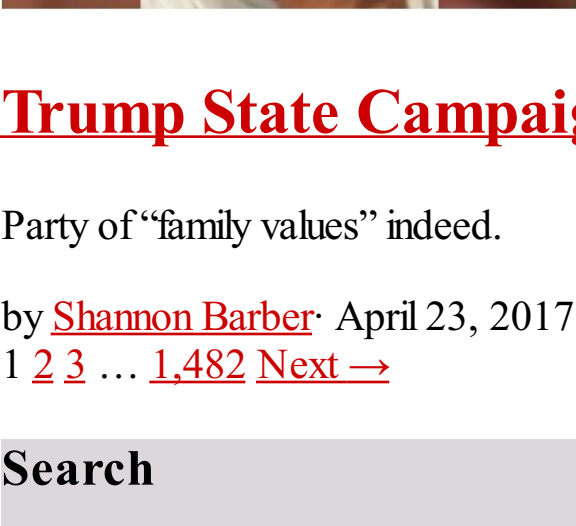 Trump State Campaig
Party of “family values” indeed.
by Shannon Barber· April 23, 2017
1 2 3 … 1,482 Next →
Search